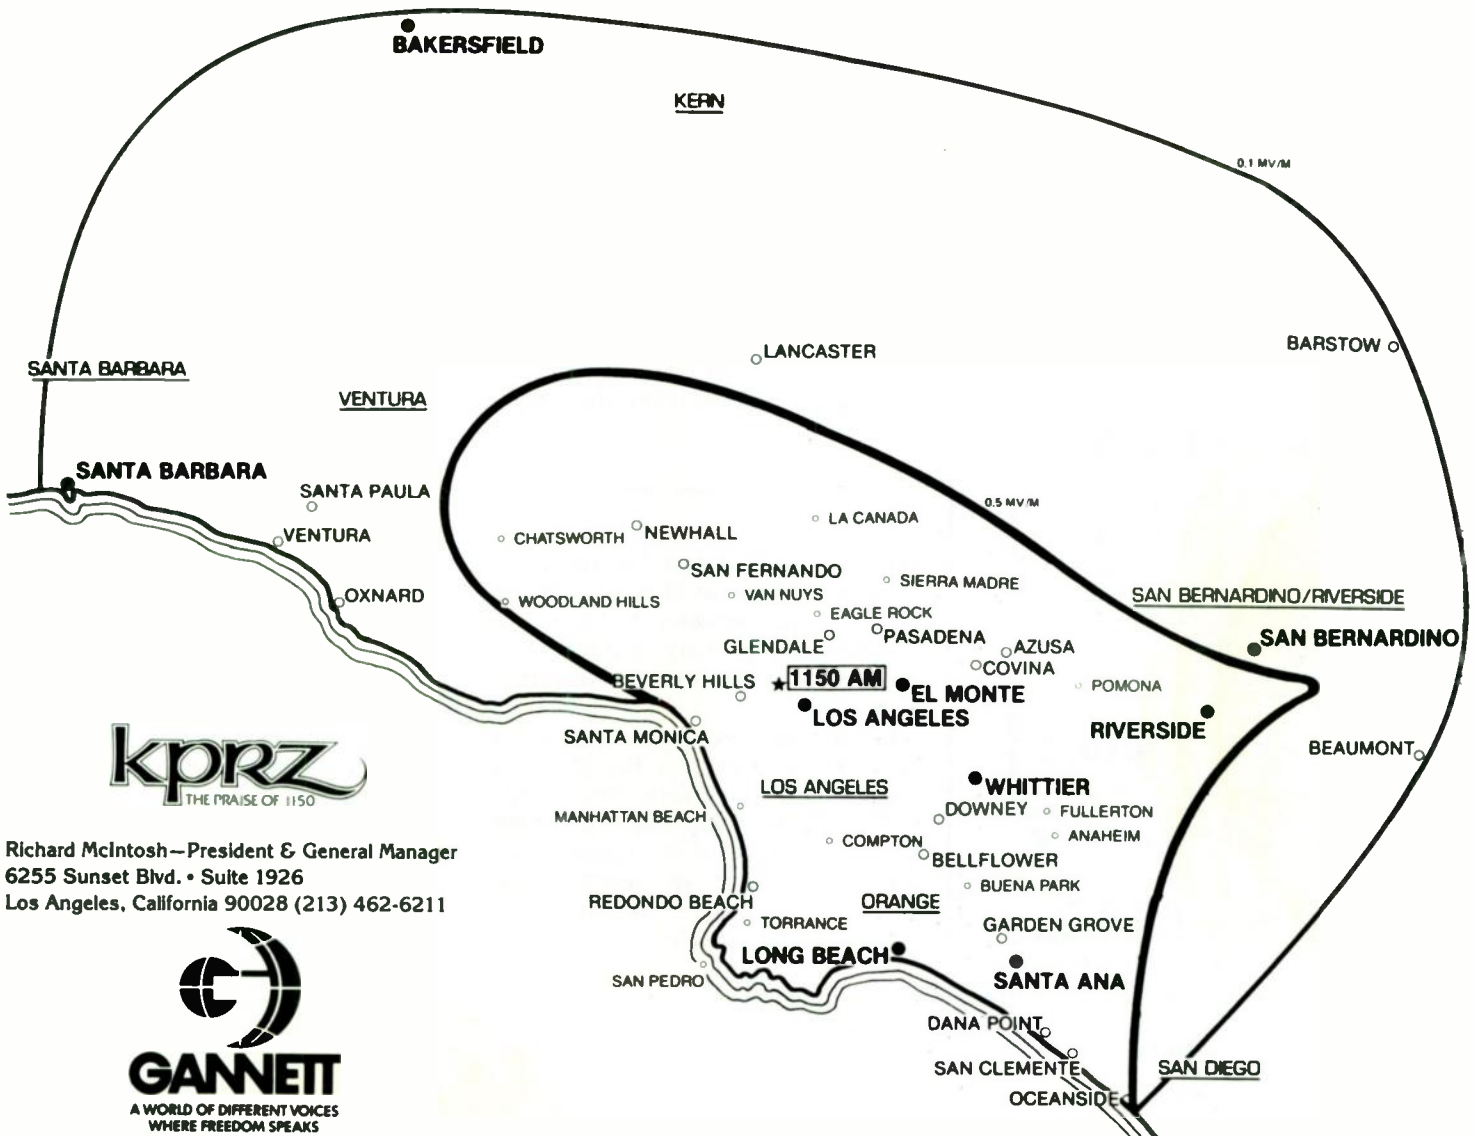 BAKERSFIELD
KERN
0.1 MV/M
BARSTOW
LANCASTER
SANTA BARBARA
VENTURA
SANTA BARBARA
SANTA PAULA
0.5 MV/M
LA CANADA
VENTURA
CHATSWORTH
NEWHALL
SAN FERNANDO
SIERRA MADRE
OXNARD
WOODLAND HILLS
VAN NUYS
SAN BERNARDINO/RIVERSIDE
EAGLE ROCK
GLENDALE
PASADENA
AZUSA
SAN BERNARDINO
COVINA
BEVERLY HILLS
★ 1150 AM
EL MONTE
POMONA
LOS ANGELES
RIVERSIDE
SANTA MONICA
BEAUMONT
kprz
THE PRAISE OF 1150
LOS ANGELES
WHITTIER
MANHATTAN BEACH
DOWNEY
FULLERTON
COMPTON
ANAHEIM
BELLFLOWER
Richard McIntosh—President & General Manager
6255 Sunset Blvd. • Suite 1926
Los Angeles, California 90028 (213) 462-6211
BUENA PARK
REDONDO BEACH
ORANGE
TORRANCE
GARDEN GROVE
LONG BEACH
SAN PEDRO
SANTA ANA
DANA POINT
SAN CLEMENTE
SAN DIEGO
OCEANSIDE
GANNETT
A WORLD OF DIFFERENT VOICES
WHERE FREEDOM SPEAKS